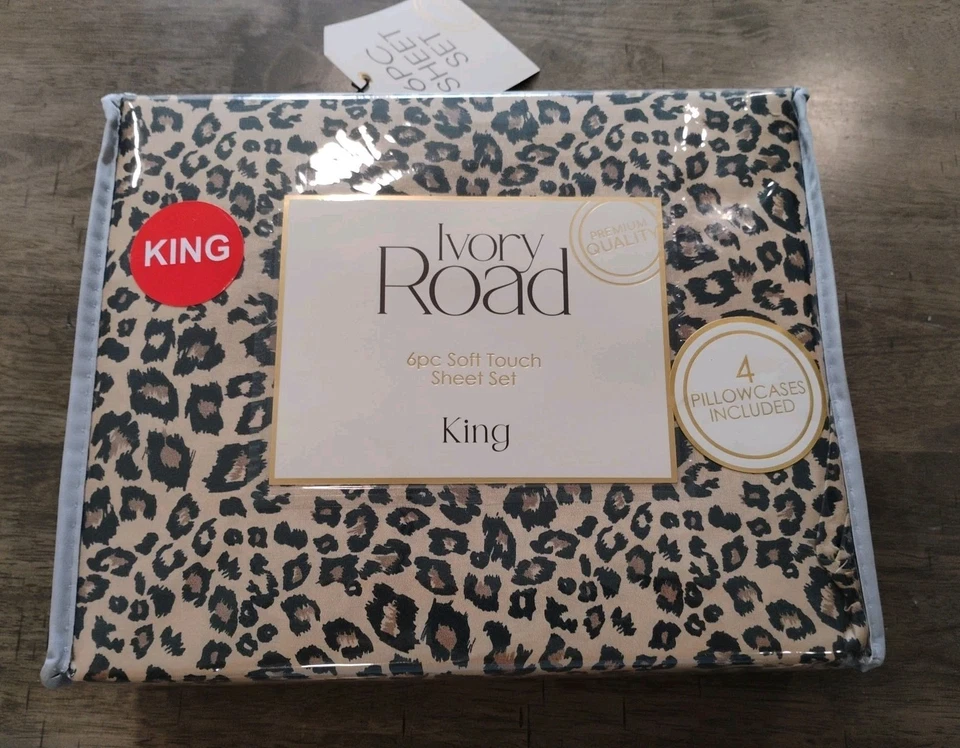 6PC
SHEET
SET
KING
Ivory
Road
PREMIUM
QUALITY
6pc Soft Touch
Sheet Set
King
4
PILLOWCASES
INCLUDED